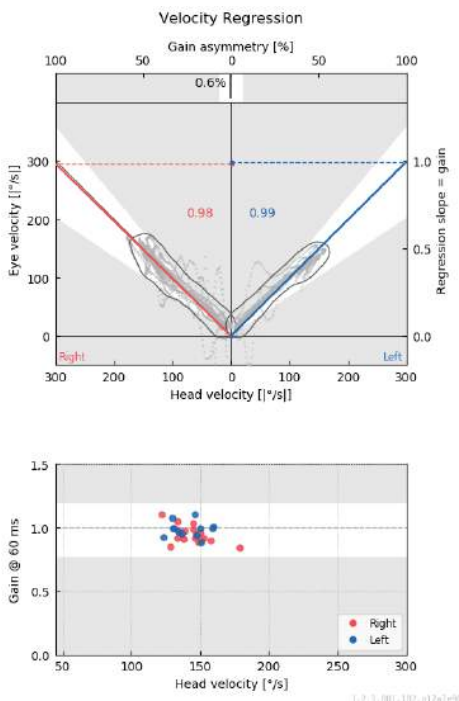 Velocity Regression
Gain asymmetry [%]
100 50 0 50 100
0.6%
300
200
100
0
Eye velocity [|°/s|]
0.98 0.99
1.0
0.5
0.0
Regression slope = gain
Right Left
300 200 100 0 100 200 300
Head velocity [|°/s|]
1.5
1.0
0.5
0.0
Gain @ 60 ms
Right
Left
50 100 150 200 250 300
Head velocity [°/s]